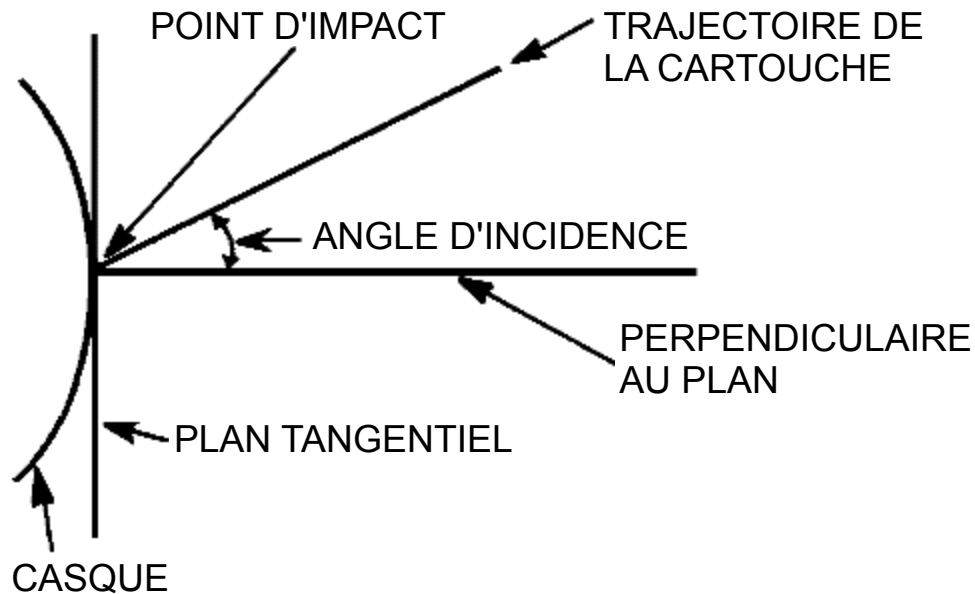 POINT D'IMPACT
TRAJECTOIRE DE
LA CARTOUCHE
ANGLE D'INCIDENCE
PERPENDICULAIRE
AU PLAN
PLAN TANGENTIEL
CASQUE